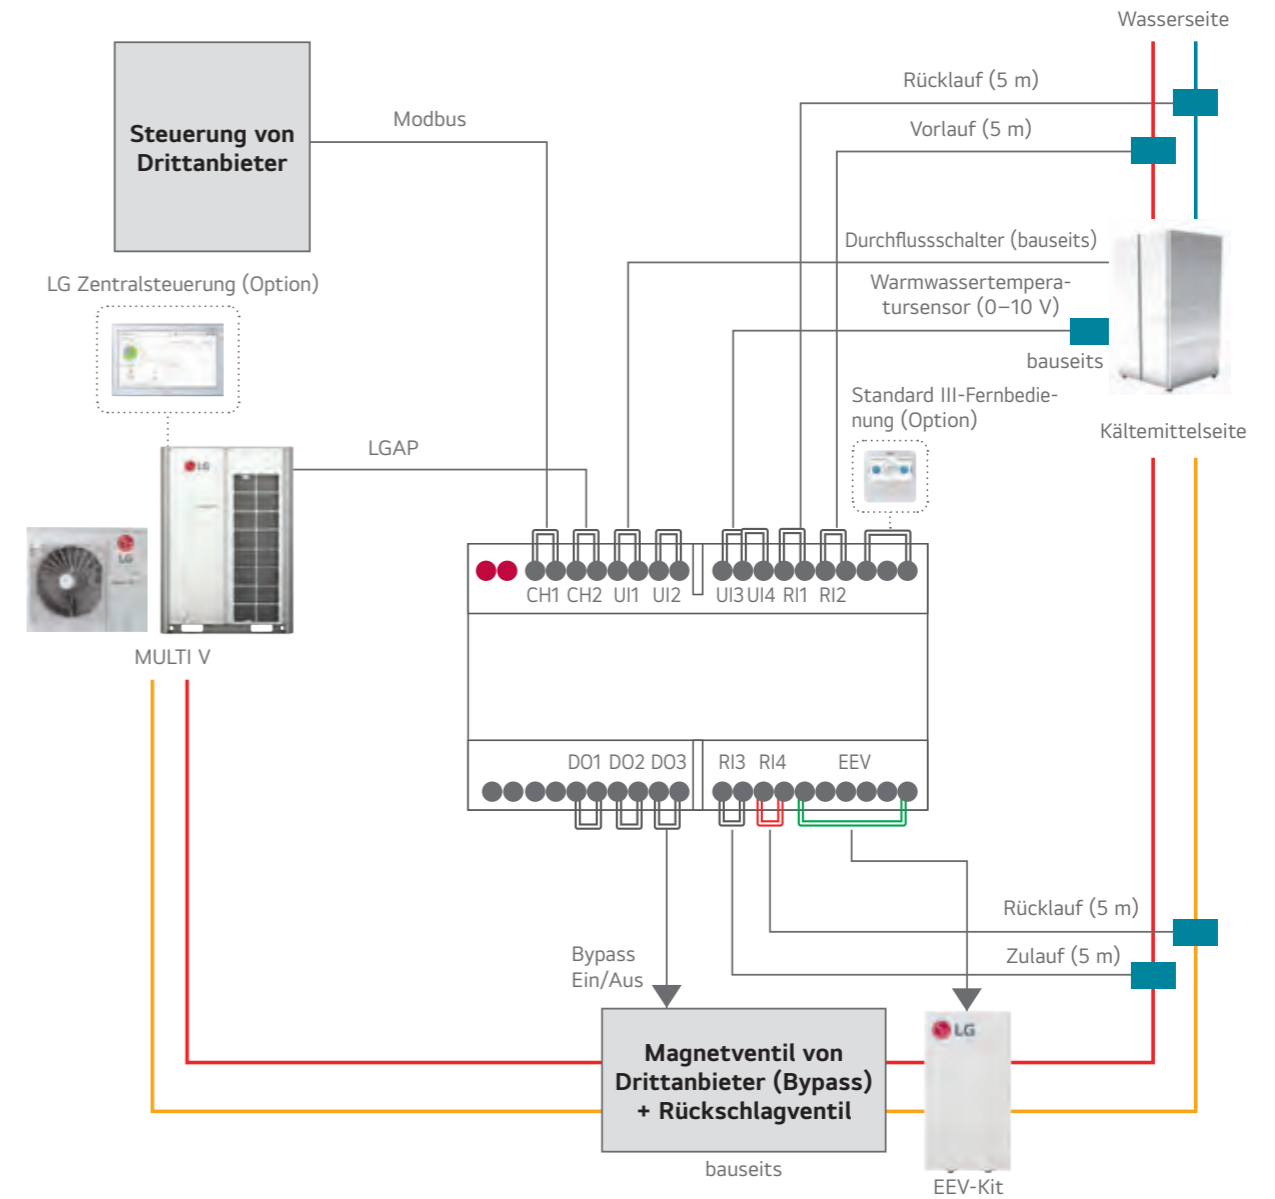 Wasserseite
Rücklauf (5 m)
Modbus
Vorlauf (5 m)
Steuerung von
Drittanbieter
Durchflussschalter (bauseits)
LG Zentralsteuerung (Option)
Warmwassertempera-
tursensor (0–10 V)
bauseits
Standard III-Fernbedie-
nung (Option)
Kältemittelseite
LGAP
LG
LG
CH1 CH2 UI1 UI2 UI3 UI4 RI1 RI2
MULTI V
DO1 DO2 DO3 RI3 RI4 EEV
Rücklauf (5 m)
Bypass
Ein/Aus
Zulauf (5 m)
LG
Magnetventil von
Drittanbieter (Bypass)
+ Rückschlagventil
bauseits
EEV-Kit